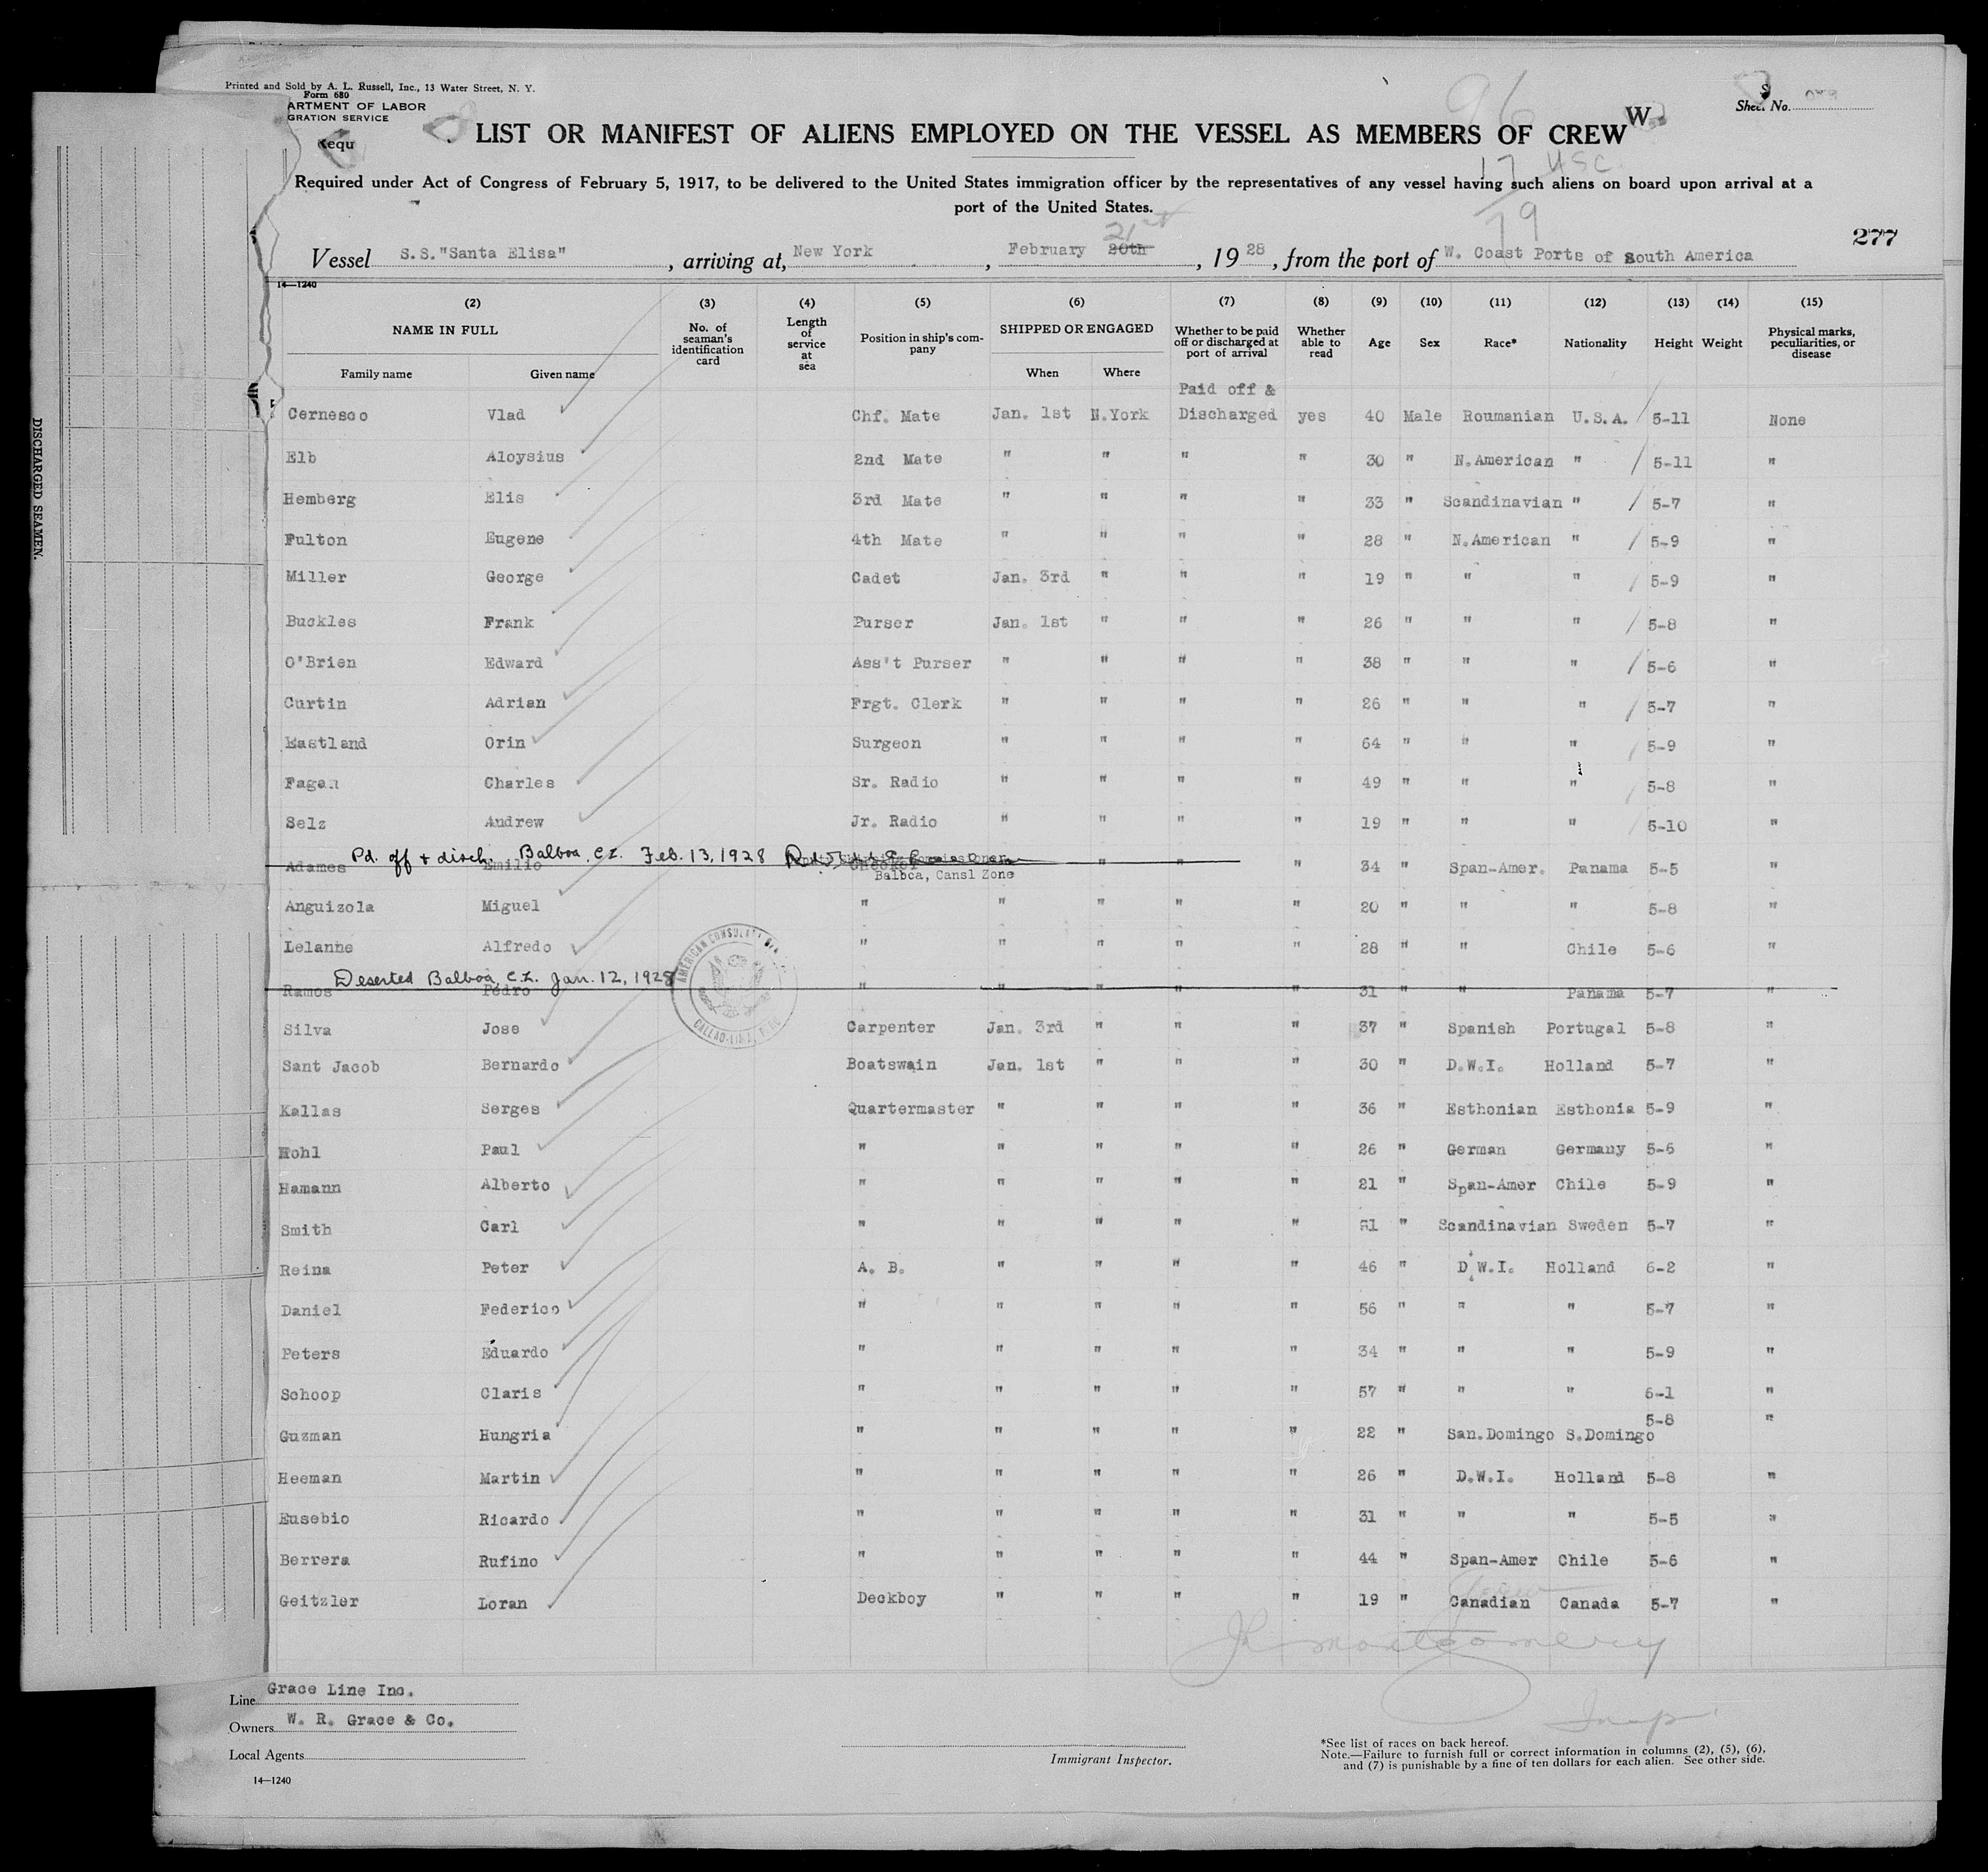 Printed and Sold by A. L. Russell, Inc., 13 Water Street, N. Y.
Form 680
ARTMENT OF LABOR
GRATION SERVICE
equ
96
Sheet No.
LIST OR MANIFEST OF ALIENS EMPLOYED ON THE VESSEL AS MEMBERS OF CREW W
17 USC
79
Required under Act of Congress of February 5, 1917, to be delivered to the United States immigration officer by the representatives of any vessel having such aliens on board upon arrival at a
port of the United States.
277
21st
Vessel S.S."Santa Elisa", arriving at, New York, February 20th, 1928, from the port of W. Coast Ports of South America
14—1240
(2) (3) (4) (5) (6) (7) (8) (9) (10) (11) (12) (13) (14) (15)
NAME IN FULL No. of seaman's identification card Length of service at sea Position in ship's company SHIPPED OR ENGAGED Whether to be paid off or discharged at port of arrival Whether able to read Age Sex Race* Nationality Height Weight Physical marks, peculiarities, or disease
Family name Given name When Where
Paid off &
Cernesco Vlad Chf. Mate Jan. 1st N.York Discharged yes 40 Male Roumanian U.S.A. 5-11 None
Elb Aloysius 2nd Mate " " " " 30 " N.American " 5-11 "
Hemberg Elis 3rd Mate " " " " 33 " Scandinavian " 5-7 "
Fulton Eugene 4th Mate " " " " 28 " N.American " 5-9 "
Miller George Cadet Jan. 3rd " " " 19 " " " 5-9 "
Buckles Frank Purser Jan. 1st " " " 26 " " " 5-8 "
O'Brien Edward Ass't Purser " " " " 38 " " " 5-6 "
Curtin Adrian Frgt. Clerk " " " " 26 " " " 5-7 "
Eastland Orin Surgeon " " " " 64 " " " 5-9 "
Fagan Charles Sr. Radio " " " " 49 " " " 5-8 "
Selz Andrew Jr. Radio " " " " 19 " " " 5-10 "
Pd. off & disch. Balboa, C.Z. Feb. 13, 1928
Adames Emilio Checker " " " 34 " Span-Amer. Panama 5-5 "
Balboa, Cansl Zone
Anguizola Miguel " " " " " 20 " " " 5-8 "
Lelanne Alfredo " " " " " 28 " " Chile 5-6 "
Deserted Balboa, C.Z. Jan. 12, 1928
Ramos Pedro " " " " " 31 " " Panama 5-7 "
AMERICAN CONSULATE
CALLAO-LIMA, PERU
Silva Jose Carpenter Jan. 3rd " " " 37 " Spanish Portugal 5-8 "
Sant Jacob Bernardo Boatswain Jan. 1st " " " 30 " D.W.I. Holland 5-7 "
Kallas Serges Quartermaster " " " " 36 " Esthonian Esthonia 5-9 "
Hohl Paul " " " " " 26 " German Germany 5-6 "
Hamann Alberto " " " " " 21 " Span-Amer Chile 5-9 "
Smith Carl " " " " " " Scandinavian Sweden 5-7 "
Reina Peter A. B. " " " " 46 " D.W.I. Holland 6-2 "
Daniel Federico " " " " " 56 " " " 5-7 "
Peters Eduardo " " " " " 34 " " " 5-9 "
Schoop Claris " " " " " 57 " " " 6-1 "
Guzman Hungria " " " " " 22 " San.Domingo S.Domingo 5-8 "
Heeman Martin " " " " " 26 " D.W.I. Holland 5-8 "
Eusebio Ricardo " " " " " 31 " " " 5-5 "
Berrera Rufino " " " " " 44 " Span-Amer Chile 5-6 "
Geitzler Loran Deckboy " " " " 19 " Canadian Canada 5-7 "
Montgomery
Insp
Line Grace Line Inc.
Owners W. R. Grace & Co.
Local Agents
14—1240
Immigrant Inspector.
*See list of races on back hereof.
Note.—Failure to furnish full or correct information in columns (2), (5), (6),
and (7) is punishable by a fine of ten dollars for each alien. See other side.
DISCHARGED SEAMEN.